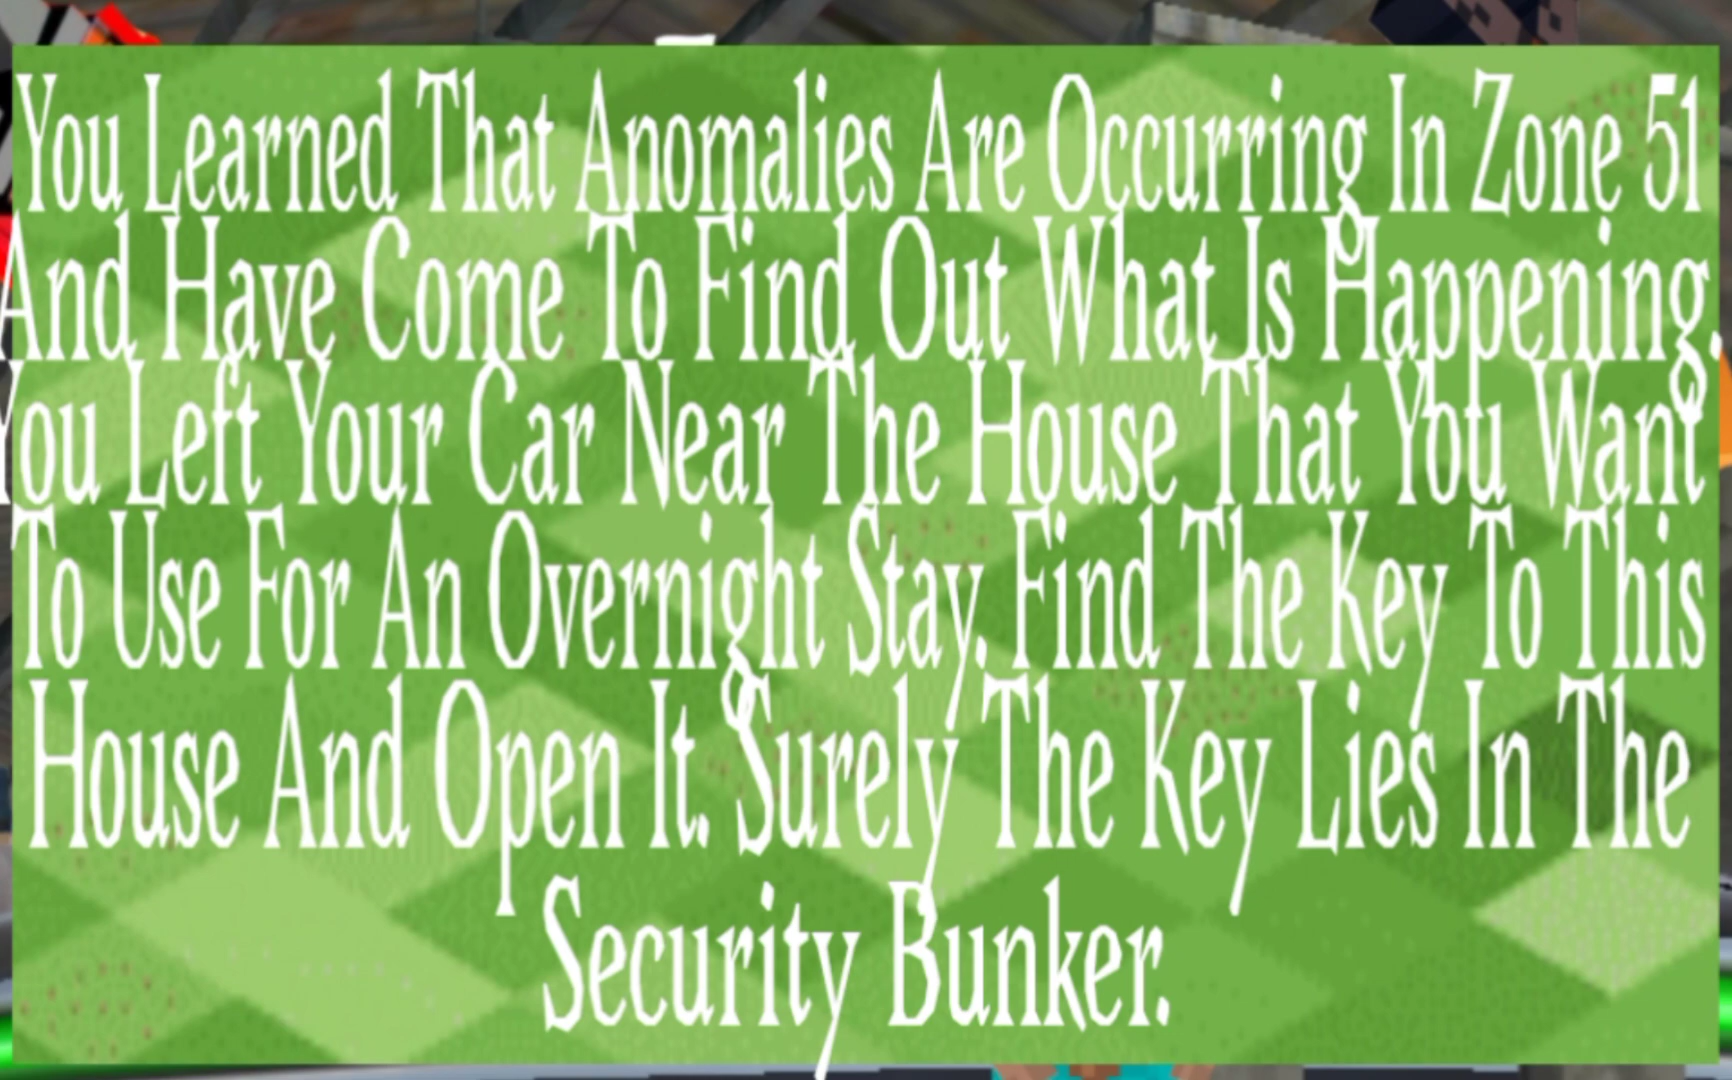 You Learned That Anomalies Are Occurring In Zone 51
And Have Come To Find Out What Is Happening.
You Left Your Car Near The House That You Want
To Use For An Overnight Stay. Find The Key To This
House And Open It. Surely The Key Lies In The
Security Bunker.